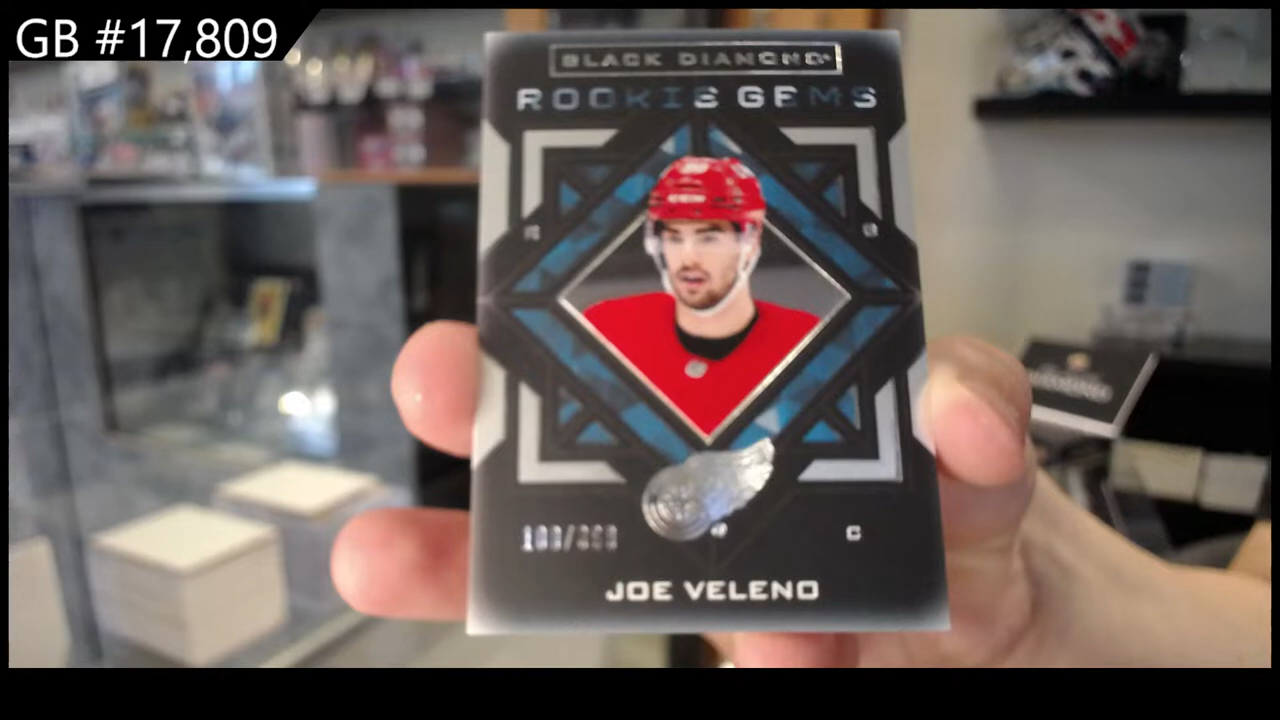 GB #17,809
BLACK DIAMOND
ROOKIE GEMS
R
C
JOE VELENO